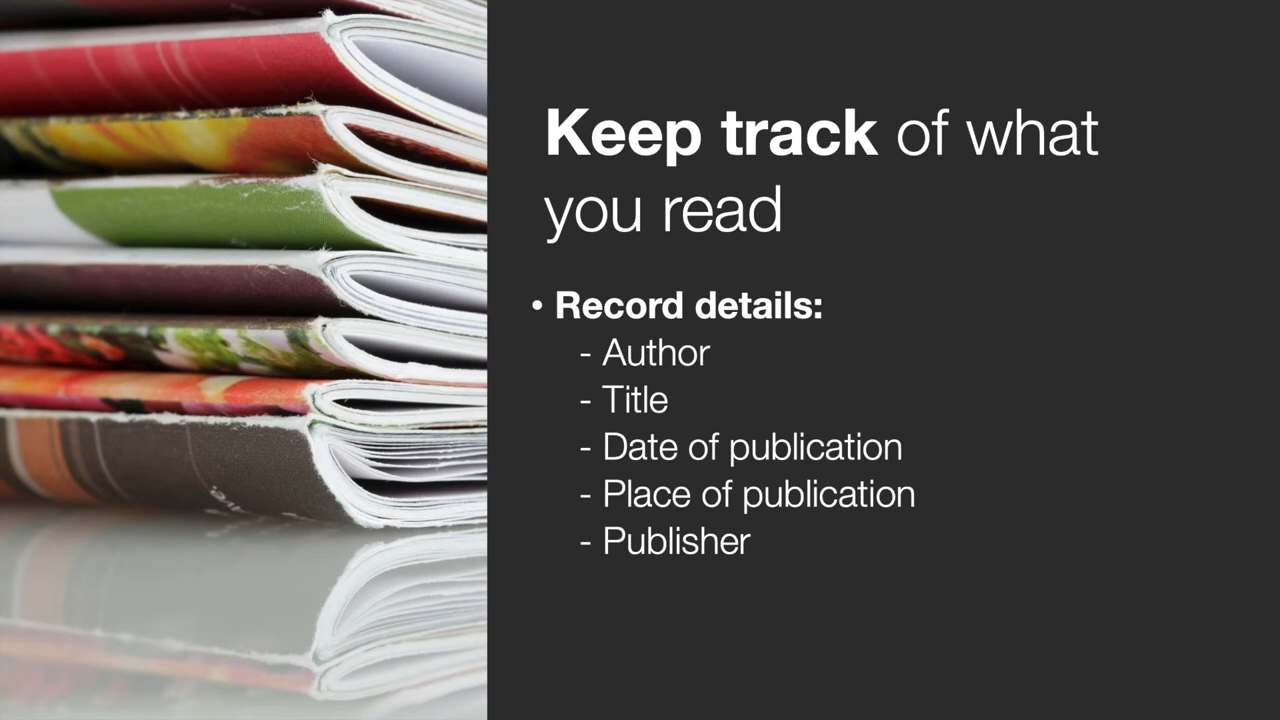 Keep track of what
you read
• Record details:
- Author
- Title
- Date of publication
- Place of publication
- Publisher